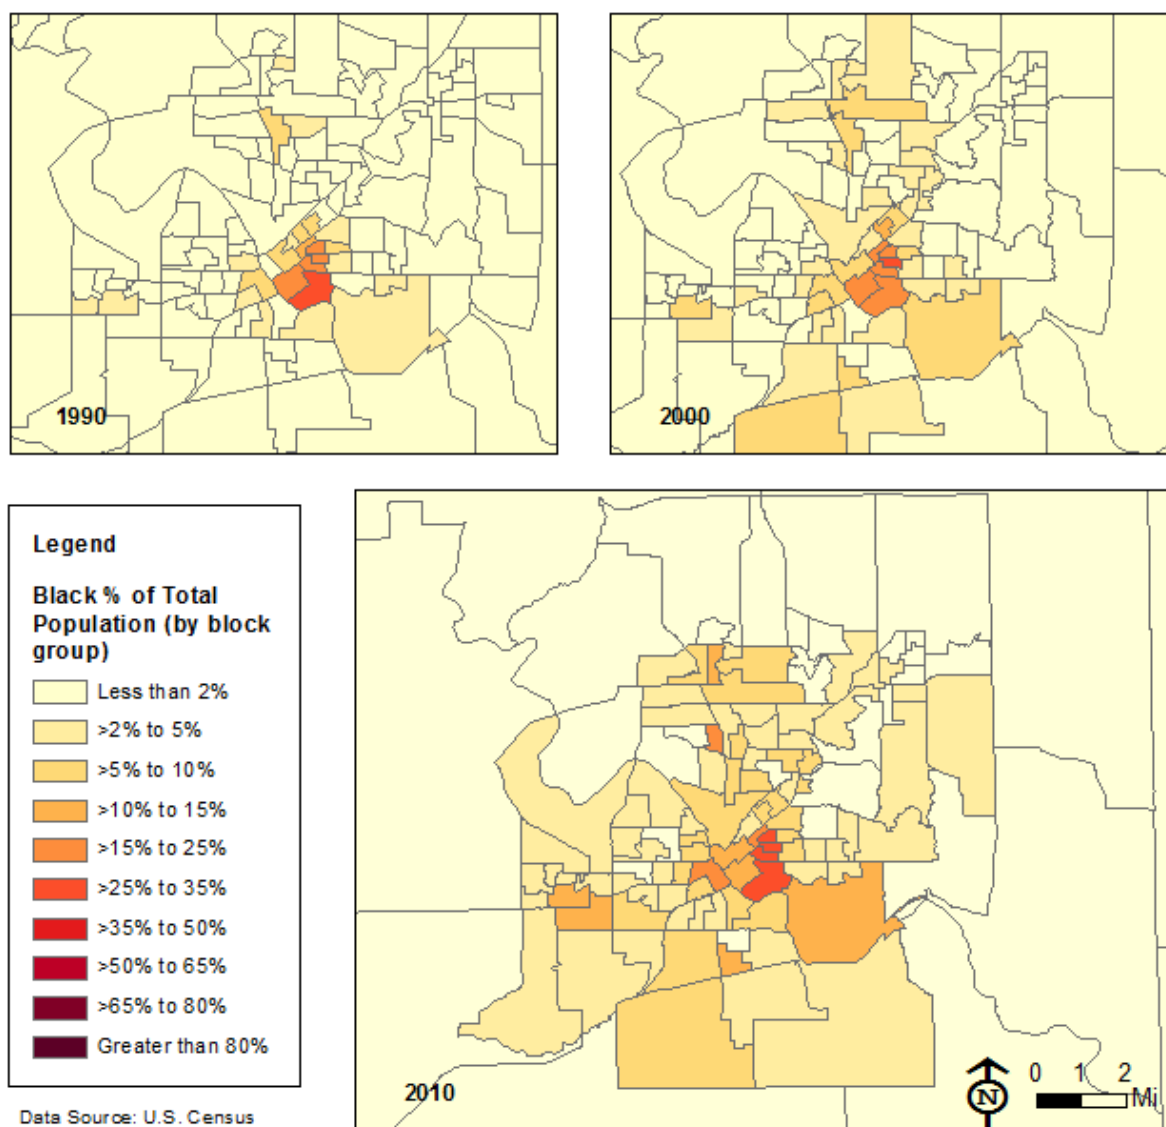 1990
2000
Legend
Black % of Total
Population (by block
group)
Less than 2%
>2% to 5%
>5% to 10%
>10% to 15%
>15% to 25%
>25% to 35%
>35% to 50%
>50% to 65%
>65% to 80%
Greater than 80%
Data Source: U.S. Census
2010
N
0 1 2
Mi